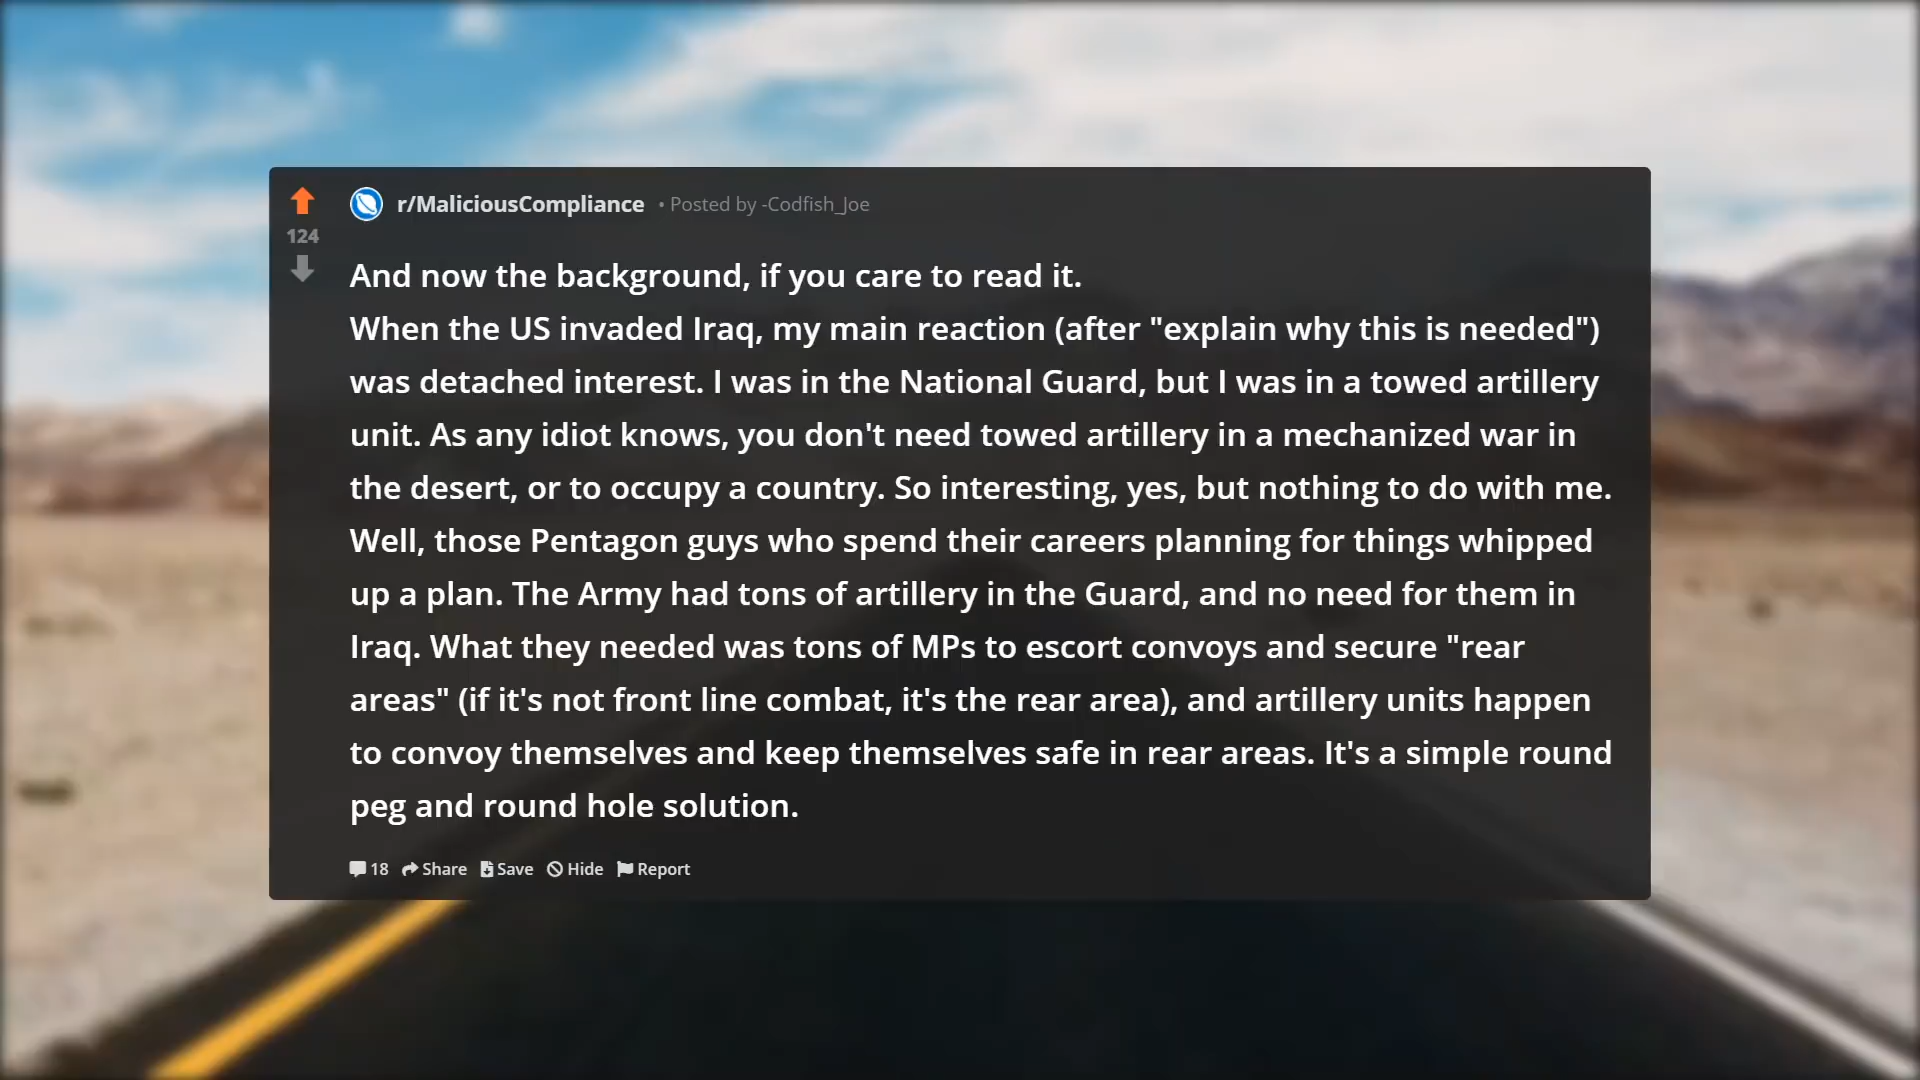 r/MaliciousCompliance • Posted by -Codfish_Joe
124
And now the background, if you care to read it.
When the US invaded Iraq, my main reaction (after "explain why this is needed")
was detached interest. I was in the National Guard, but I was in a towed artillery
unit. As any idiot knows, you don't need towed artillery in a mechanized war in
the desert, or to occupy a country. So interesting, yes, but nothing to do with me.
Well, those Pentagon guys who spend their careers planning for things whipped
up a plan. The Army had tons of artillery in the Guard, and no need for them in
Iraq. What they needed was tons of MPs to escort convoys and secure "rear
areas" (if it's not front line combat, it's the rear area), and artillery units happen
to convoy themselves and keep themselves safe in rear areas. It's a simple round
peg and round hole solution.
18 Share Save Hide Report